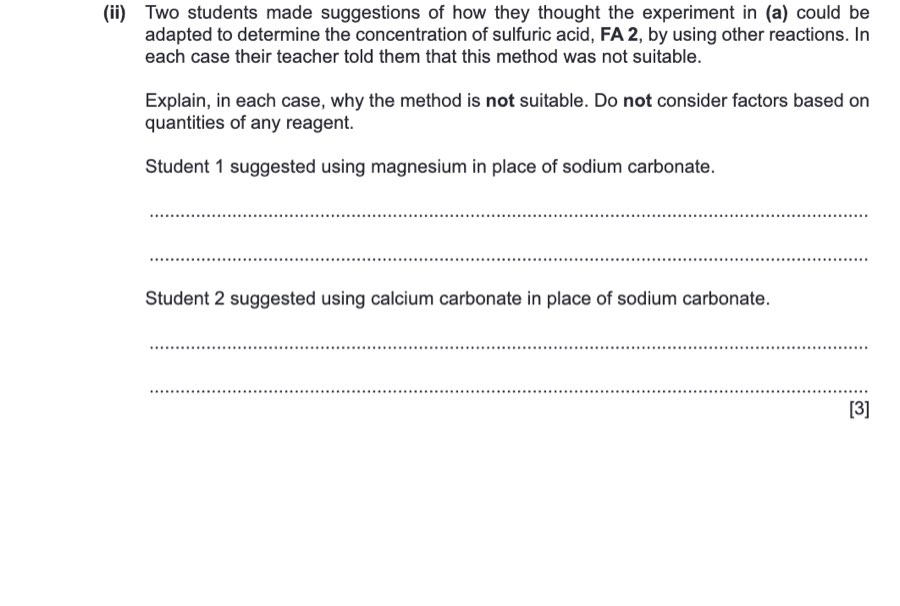 (ii) Two students made suggestions of how they thought the experiment in (a) could be
adapted to determine the concentration of sulfuric acid, FA 2, by using other reactions. In
each case their teacher told them that this method was not suitable.
Explain, in each case, why the method is not suitable. Do not consider factors based on
quantities of any reagent.
Student 1 suggested using magnesium in place of sodium carbonate.
Student 2 suggested using calcium carbonate in place of sodium carbonate.
[3]